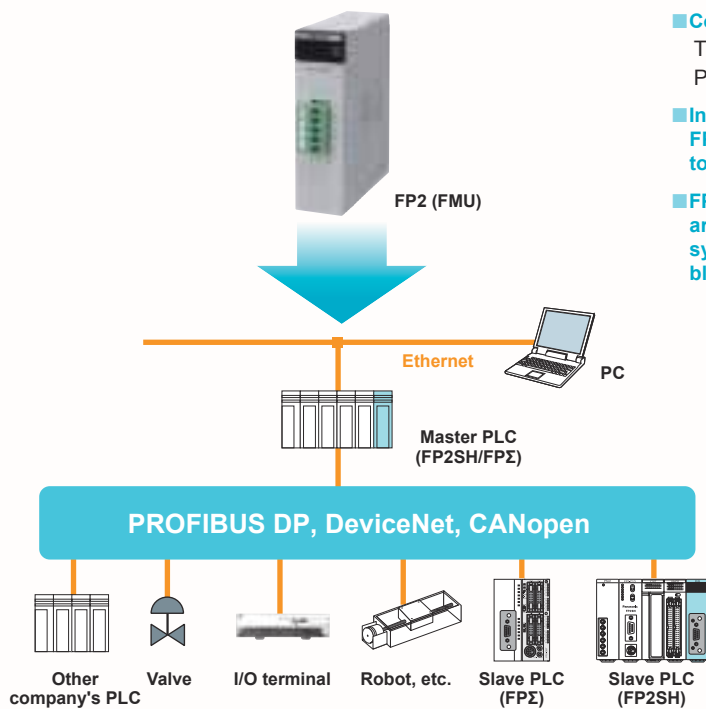 FP2 (FMU)
Ethernet
PC
Master PLC
(FP2SH/FPΣ)
PROFIBUS DP, DeviceNet, CANopen
Other
company's PLC
Valve
I/O terminal
Robot, etc.
Slave PLC
(FPΣ)
Slave PLC
(FP2SH)